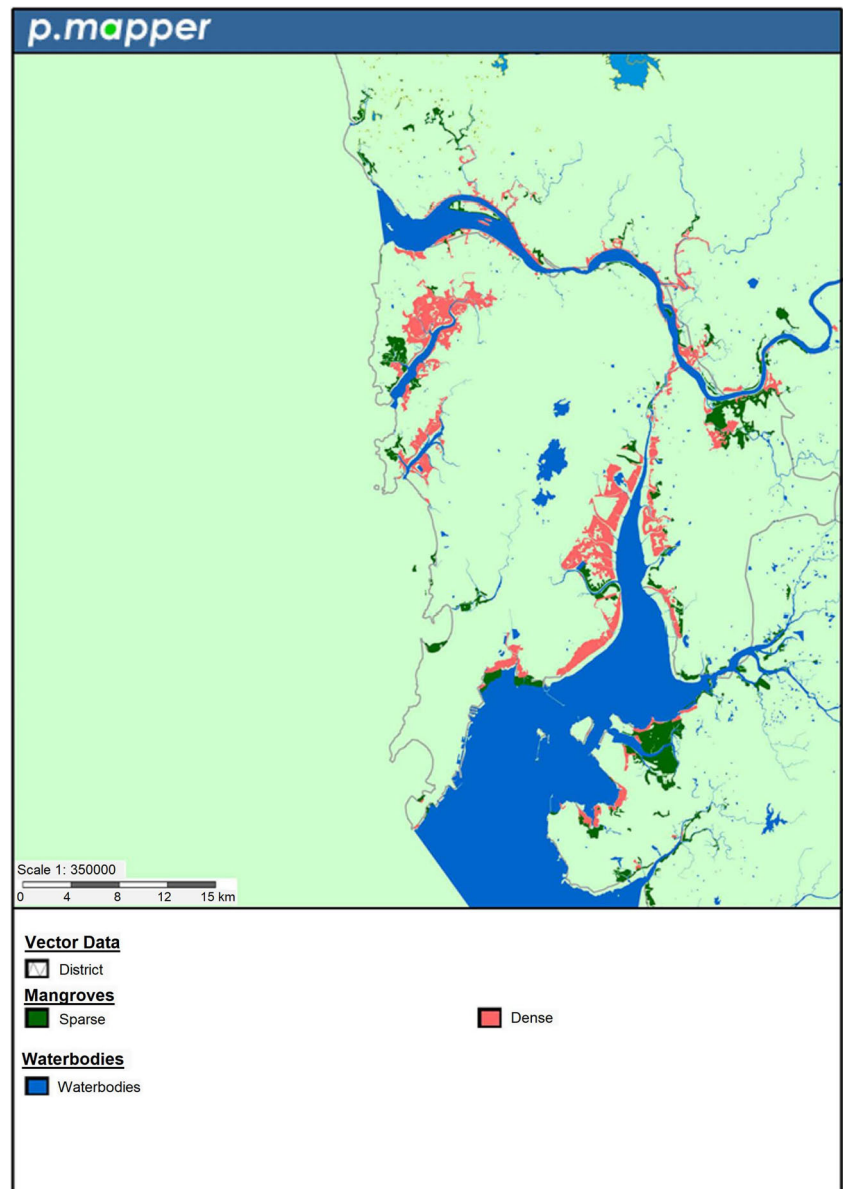 p.mapper
Scale 1: 350000
0 4 8 12 15 km
Vector Data
District
Mangroves
Sparse
Dense
Waterbodies
Waterbodies